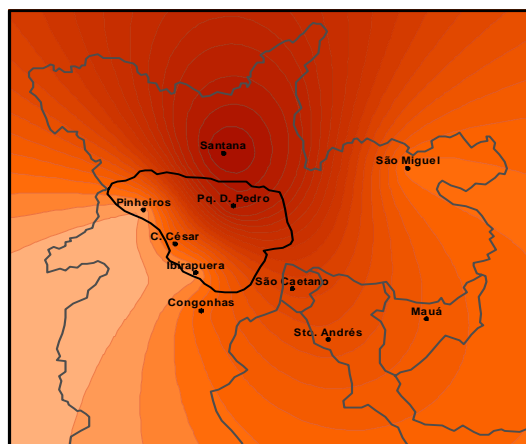 Santana
São Miguel
Pinheiros
Pq. D. Pedro
C. César
Ibirapuera
São Caetano
Congonhas
Mauá
Sto. Andrés